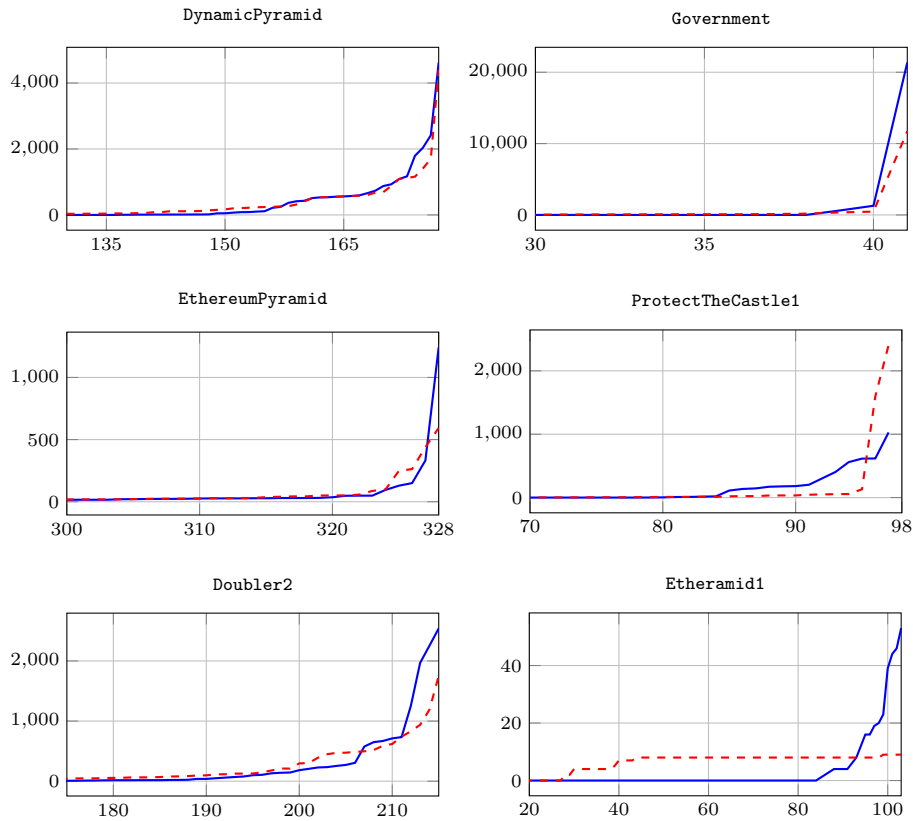 DynamicPyramid
4,000
2,000
0
135 150 165
Government
20,000
10,000
0
30 35 40
EthereumPyramid
1,000
500
0
300 310 320 328
ProtectTheCastle1
2,000
1,000
0
70 80 90 98
Doubler2
2,000
1,000
0
180 190 200 210
Etheramid1
40
20
0
20 40 60 80 100